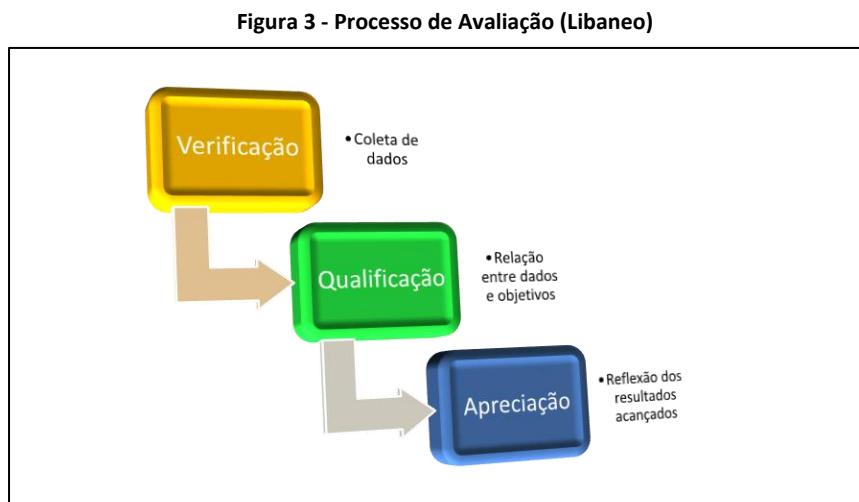 Figura 3 - Processo de Avaliação (Libaneo)
Verificação
•Coleta de
dados
Qualificação
•Relação
entre dados
e objetivos
Apreciação
•Reflexão dos
resultados
acançados